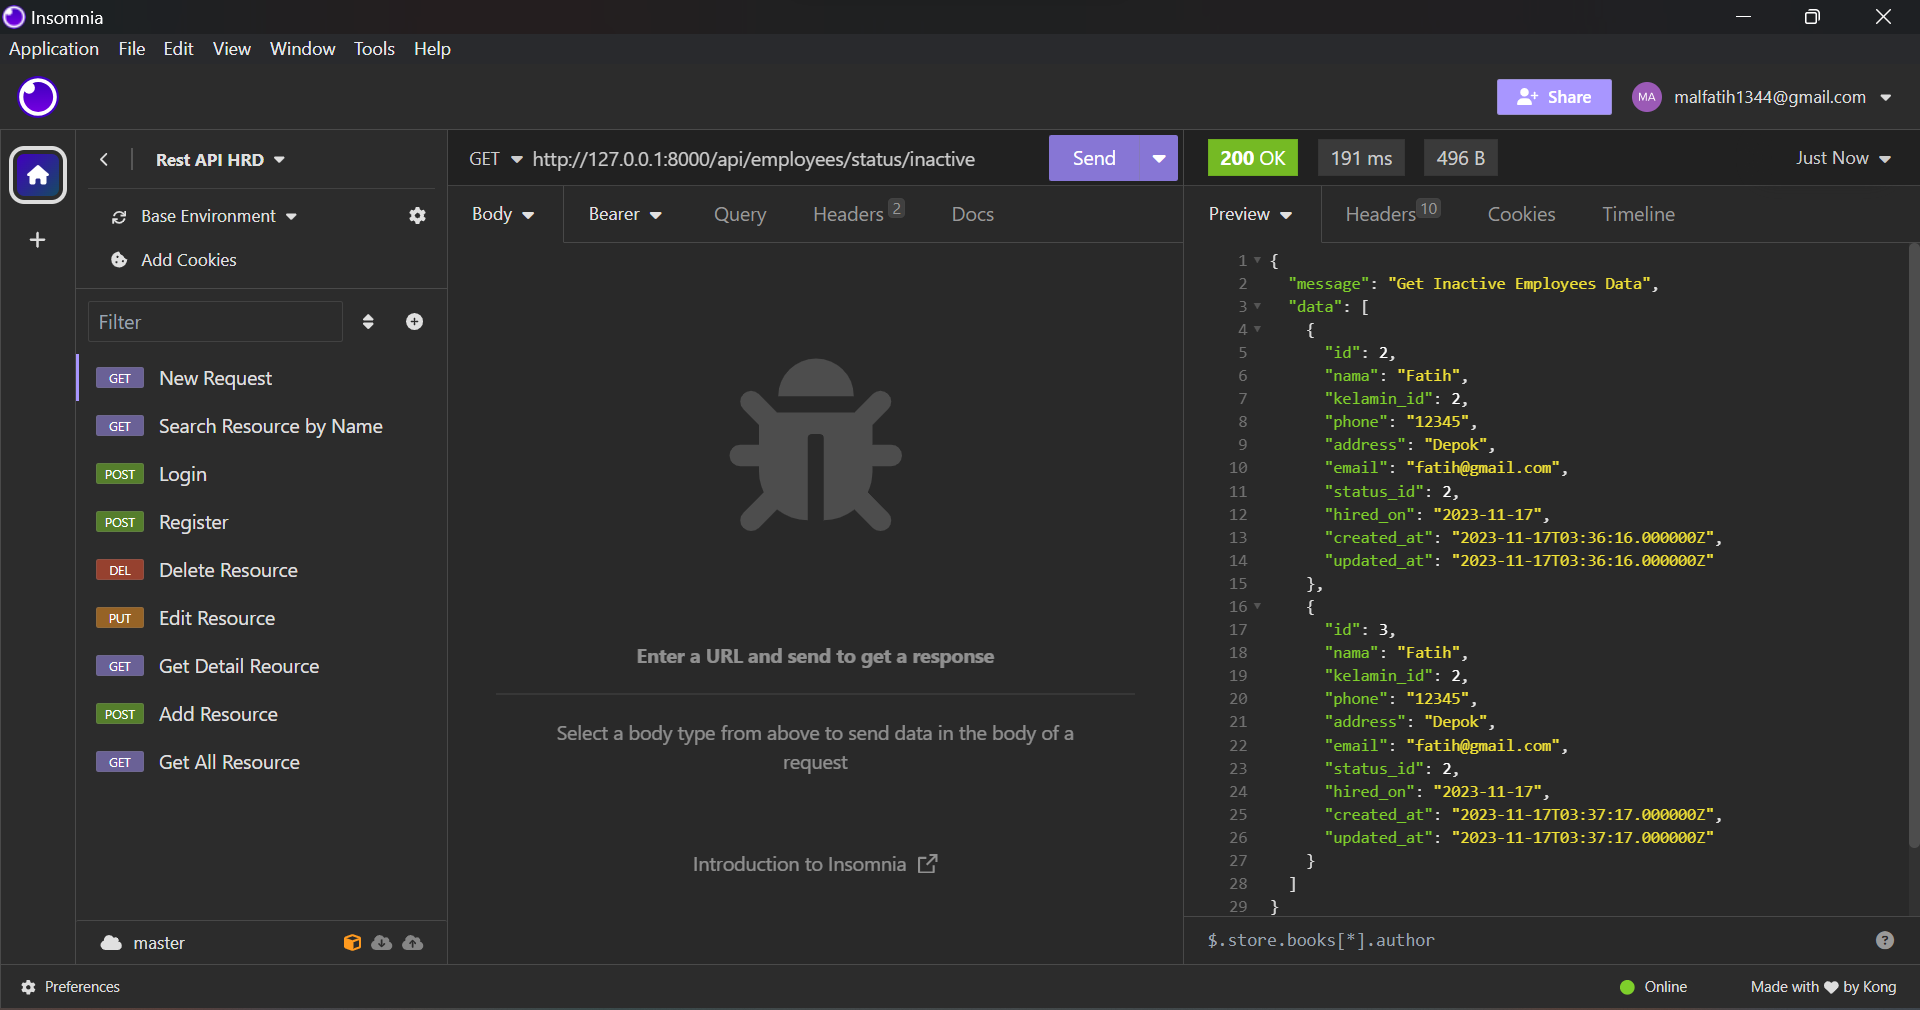 Insomnia
Application File Edit View Window Tools Help
Share MA malfatih1344@gmail.com
Rest API HRD
Base Environment
Add Cookies
Filter
GET New Request
GET Search Resource by Name
POST Login
POST Register
DEL Delete Resource
PUT Edit Resource
GET Get Detail Reource
POST Add Resource
GET Get All Resource
master
GET http://127.0.0.1:8000/api/employees/status/inactive Send
Body Bearer Query Headers 2 Docs
Enter a URL and send to get a response
Select a body type from above to send data in the body of a
request
Introduction to Insomnia
200 OK 191 ms 496 B Just Now
Preview Headers 10 Cookies Timeline
1 {
2 "message": "Get Inactive Employees Data",
3 "data": [
4 {
5 "id": 2,
6 "nama": "Fatih",
7 "kelamin_id": 2,
8 "phone": "12345",
9 "address": "Depok",
10 "email": "fatih@gmail.com",
11 "status_id": 2,
12 "hired_on": "2023-11-17",
13 "created_at": "2023-11-17T03:36:16.000000Z",
14 "updated_at": "2023-11-17T03:36:16.000000Z"
15 },
16 {
17 "id": 3,
18 "nama": "Fatih",
19 "kelamin_id": 2,
20 "phone": "12345",
21 "address": "Depok",
22 "email": "fatih@gmail.com",
23 "status_id": 2,
24 "hired_on": "2023-11-17",
25 "created_at": "2023-11-17T03:37:17.000000Z",
26 "updated_at": "2023-11-17T03:37:17.000000Z"
27 }
28 ]
29 }
$.store.books[*].author
Preferences
Online Made with ♥ by Kong